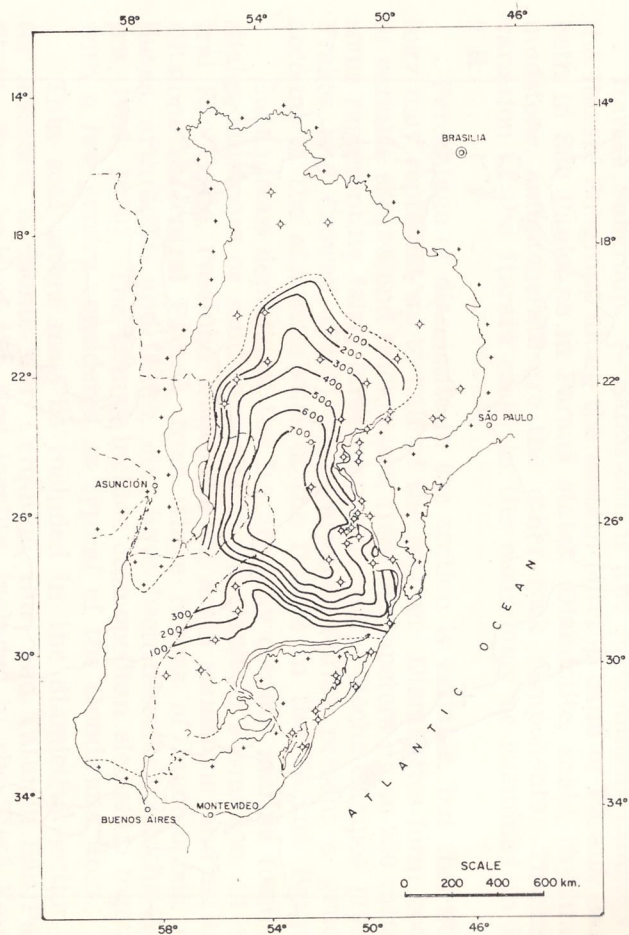 58° 54° 50° 46°
14° 14°
BRASILIA
18° 18°
0
100
200
300
22° 400 22°
500
600
700
SÃO PAULO
ASUNCIÓN
26° 26°
300
200
100
30° 30°
ATLANTIC OCEAN
34° 34°
MONTEVIDEO
BUENOS AIRES
SCALE
0 200 400 600 km.
58° 54° 50° 46°